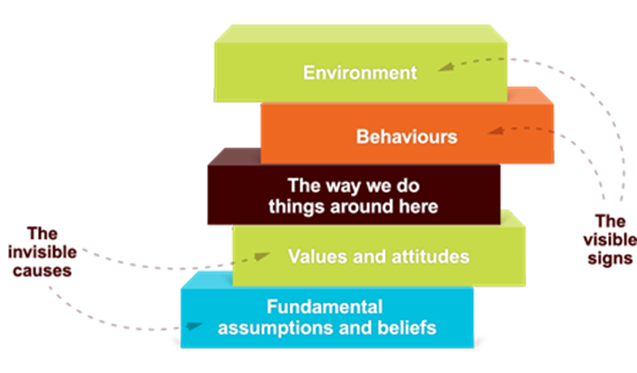 Environment
Behaviours
The way we do
things around here
Values and attitudes
Fundamental
assumptions and beliefs
The
invisible
causes
The
visible
signs